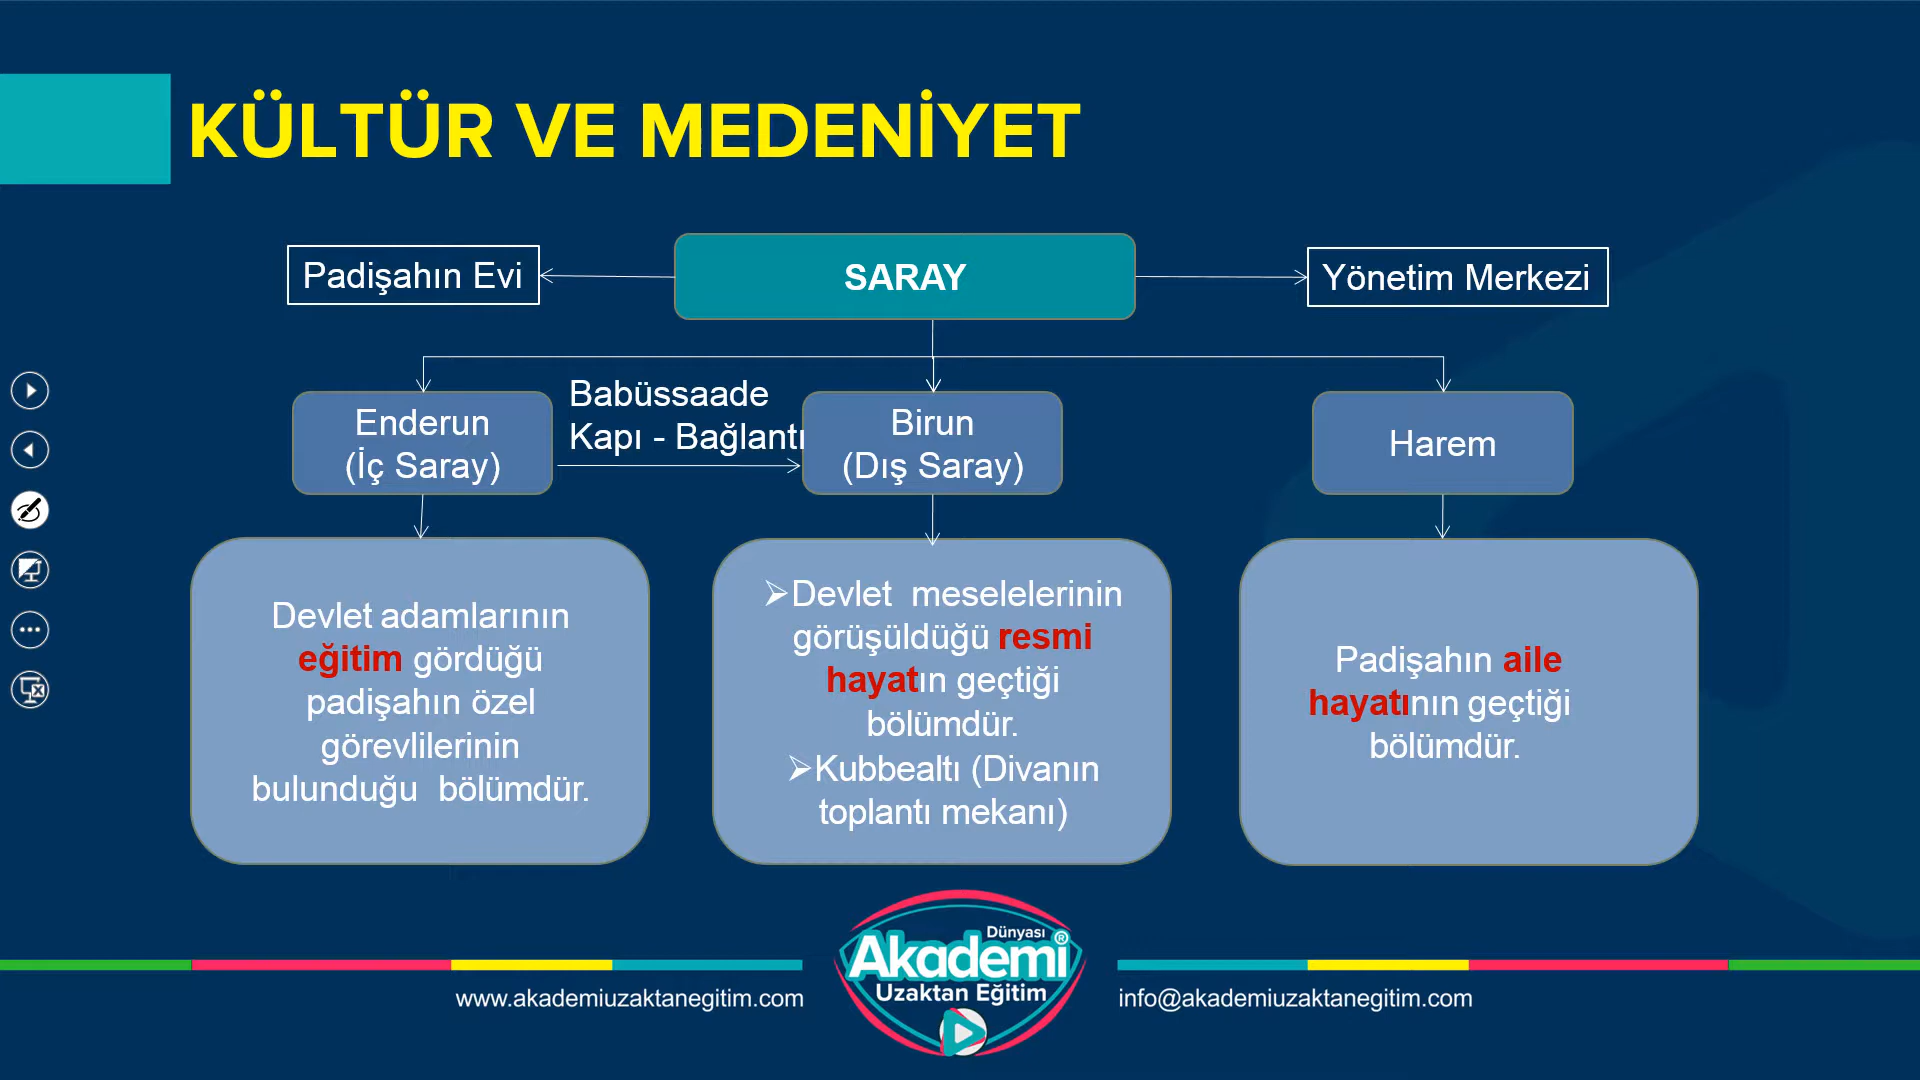 KÜLTÜR VE MEDENİYET
Padişahın Evi
SARAY
Yönetim Merkezi
Enderun
(İç Saray)
Babüssaade
Kapı - Bağlantı
Birun
(Dış Saray)
Harem
Devlet adamlarının
eğitim gördüğü
padişahın özel
görevlilerinin
bulunduğu bölümdür.
➢Devlet meselelerinin
görüşüldüğü resmi
hayatın geçtiği
bölümdür.
➢Kubbealtı (Divanın
toplantı mekanı)
Padişahın aile
hayatının geçtiği
bölümdür.
Dünyası
Akademi®
Uzaktan Eğitim
www.akademiuzaktanegitim.com
info@akademiuzaktanegitim.com